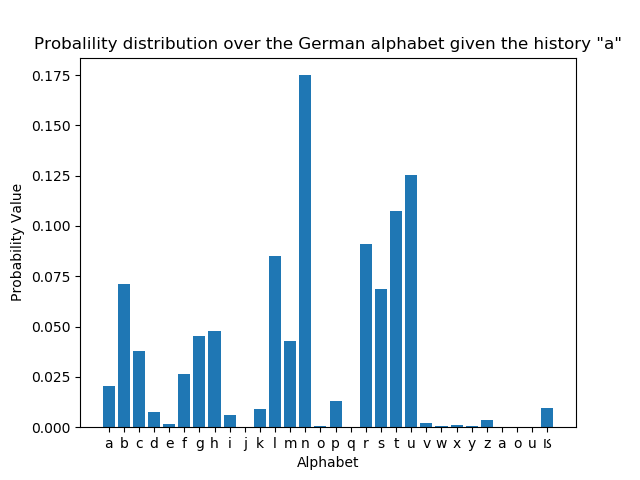 Probalility distribution over the German alphabet given the history "a"
0.175
0.150
0.125
0.100
0.075
0.050
0.025
0.000
Probability Value
a b c d e f g h i j k l m n o p q r s t u v w x y z a o u ß
Alphabet